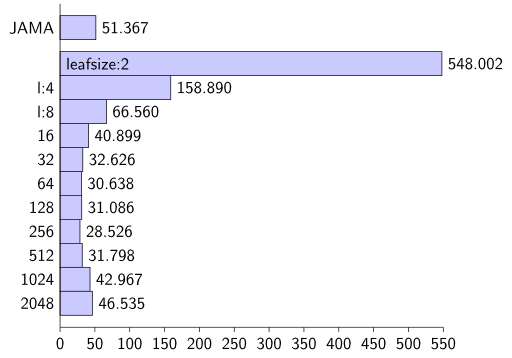 JAMA 51.367
leafsize:2 548.002
l:4 158.890
l:8 66.560
16 40.899
32 32.626
64 30.638
128 31.086
256 28.526
512 31.798
1024 42.967
2048 46.535
0 50 100 150 200 250 300 350 400 450 500 550